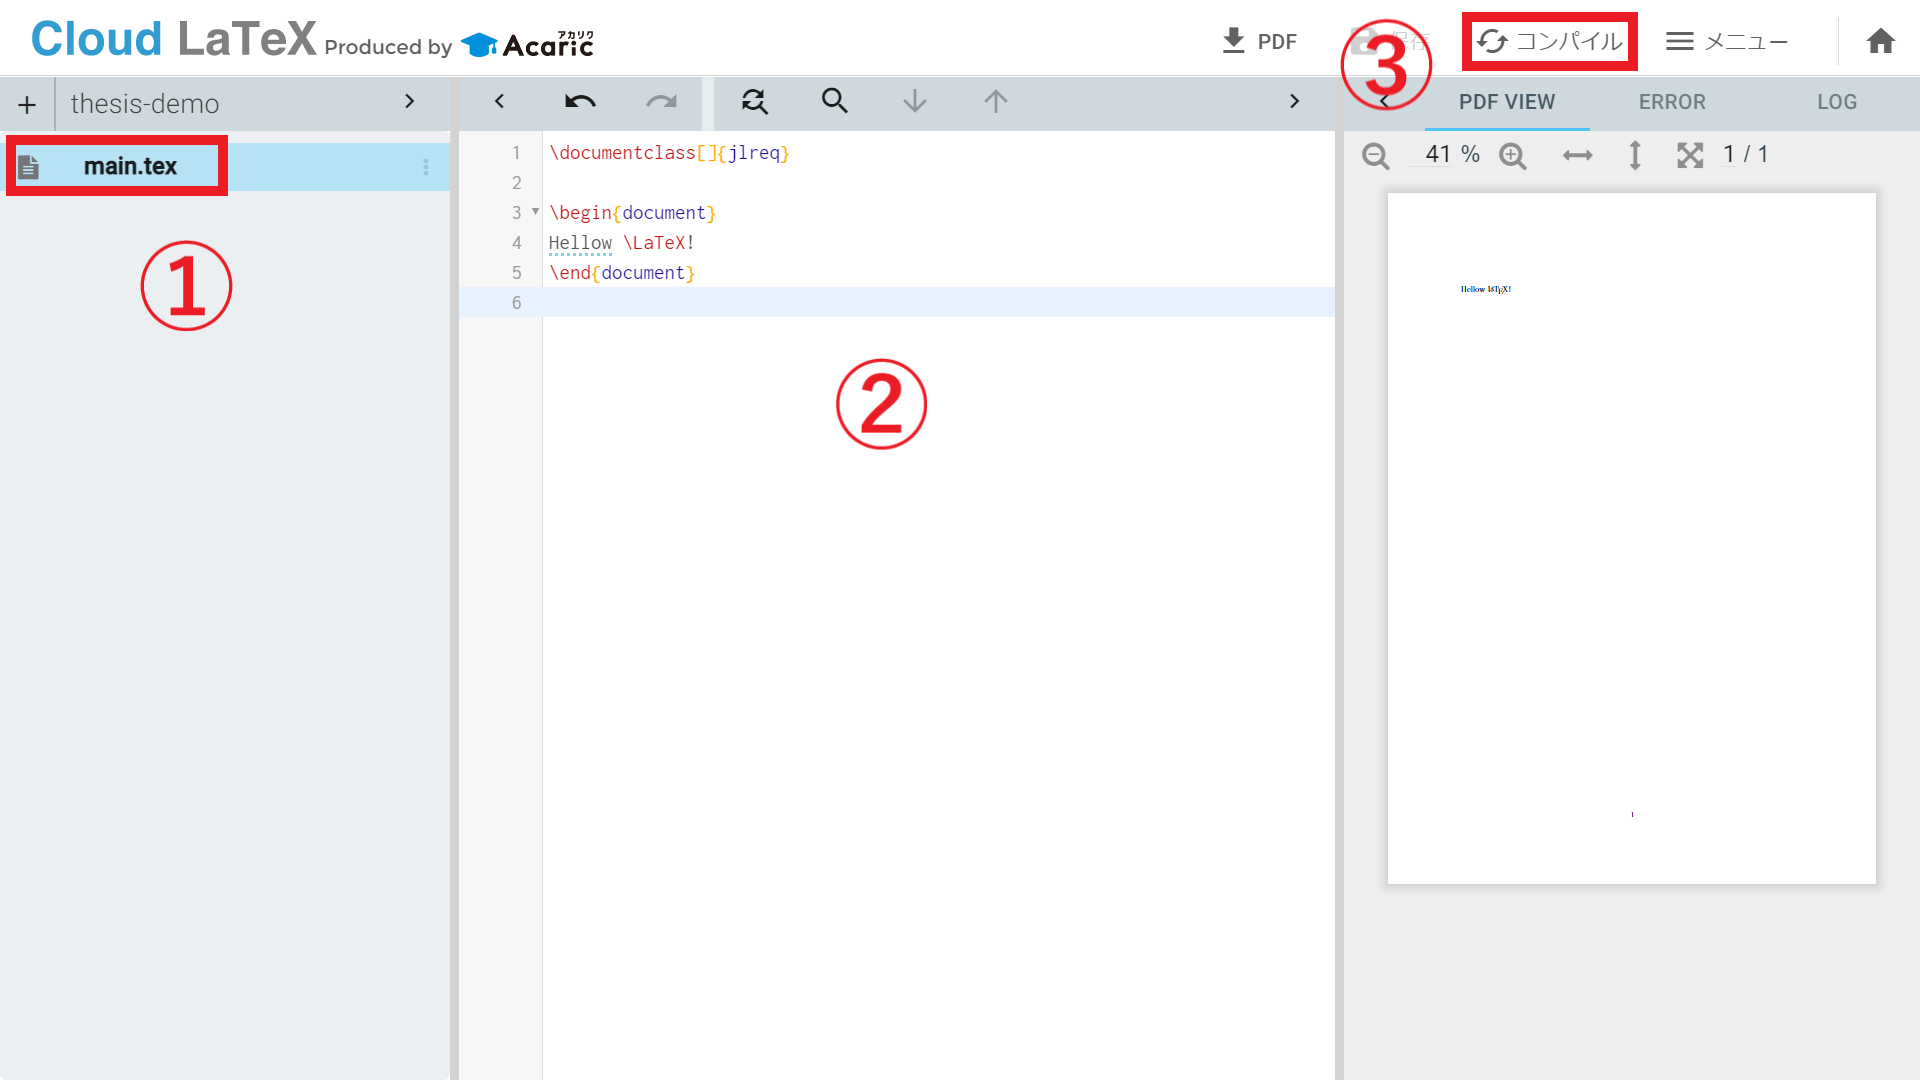 Cloud LaTeX Produced by Acaric アカリク
PDF 保存 コンパイル メニュー
③
+ thesis-demo
PDF VIEW ERROR LOG
main.tex
41 % 1 / 1
①
②
1 \documentclass[]{jlreq}
2
3 \begin{document}
4 Hellow \LaTeX!
5 \end{document}
6
Hellow LaTeX!
1